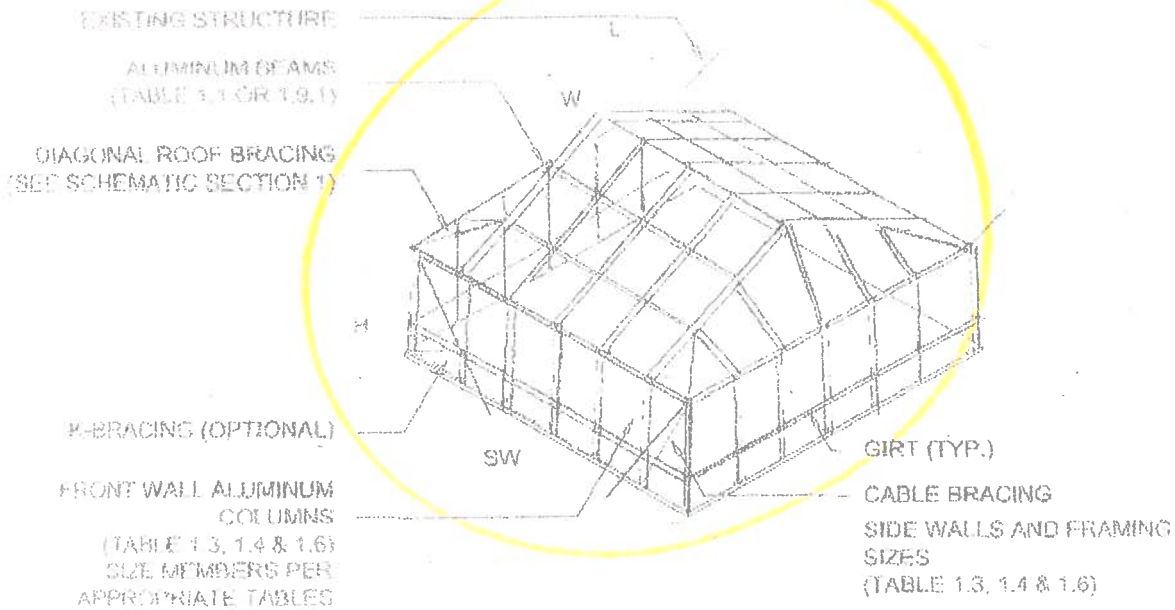 EXISTING STRUCTURE
L
ALUMINUM BEAMS
(TABLE 1.1 OR 1.9.1)
W
DIAGONAL ROOF BRACING
(SEE SCHEMATIC SECTION 1)
H
K-BRACING (OPTIONAL)
SW
GIRT (TYP.)
FRONT WALL ALUMINUM
COLUMNS
(TABLE 1.3, 1.4 & 1.6)
SIZE MEMBERS PER
APPROPRIATE TABLES
CABLE BRACING
SIDE WALLS AND FRAMING
SIZES
(TABLE 1.3, 1.4 & 1.6)